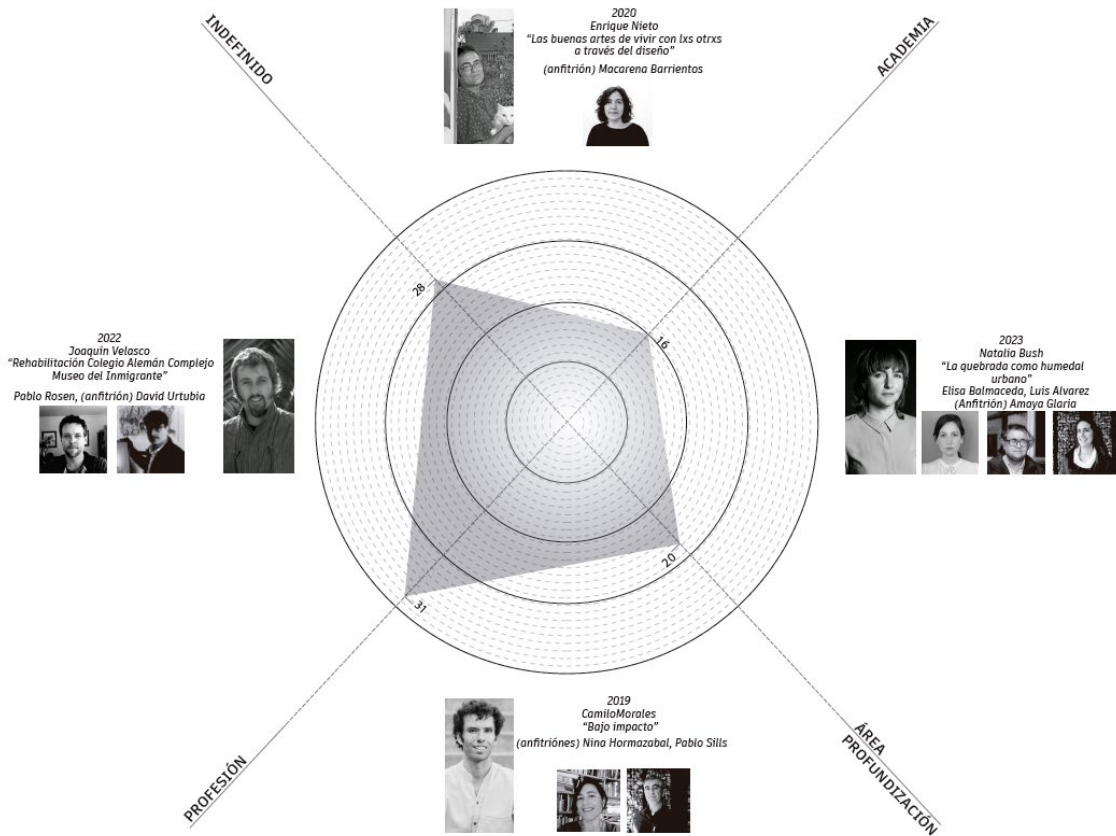 INDEFINIDO
2020
Enrique Nieto
“Las buenas artes de vivir con lxs otrxs
a través del diseño”
(anfitrión) Macarena Barrientos
ACADEMIA
28
16
2022
Joaquín Velasco
“Rehabilitación Colegio Alemán Complejo
Museo del Inmigrante”
Pablo Rosen, (anfitrión) David Urtubia
2023
Natalia Bush
“La quebrada como humedal
urbano”
Elisa Balmaceda, Luis Alvarez
(Anfitrión) Amaya Glaria
20
31
PROFESIÓN
2019
CamiloMorales
“Bajo impacto”
(anfitriónes) Nina Hormazabal, Pablo Sills
ÁREA
PROFUNDIZACIÓN